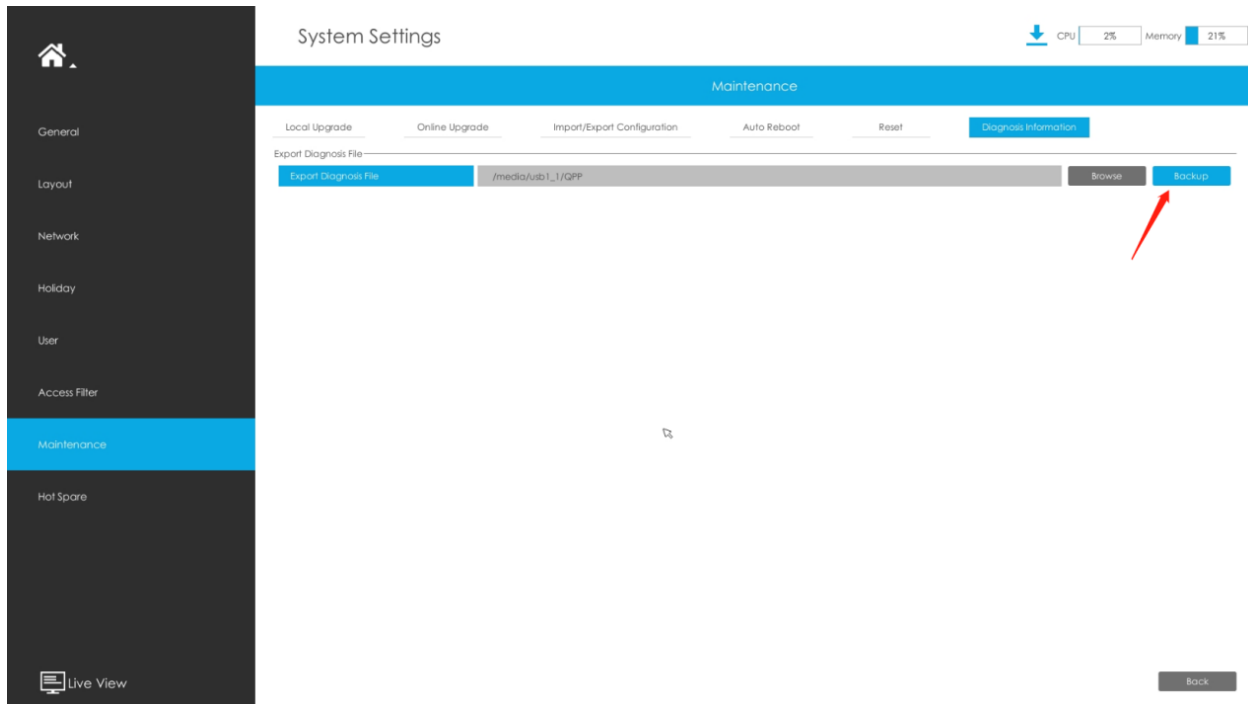 System Settings
CPU 2% Memory 21%
Maintenance
General
Layout
Network
Holiday
User
Access Filter
Maintenance
Hot Spare
Live View
Local Upgrade Online Upgrade Import/Export Configuration Auto Reboot Reset Diagnosis Information
Export Diagnosis File
Export Diagnosis File /media/usb1_1/QPP Browse Backup
Back